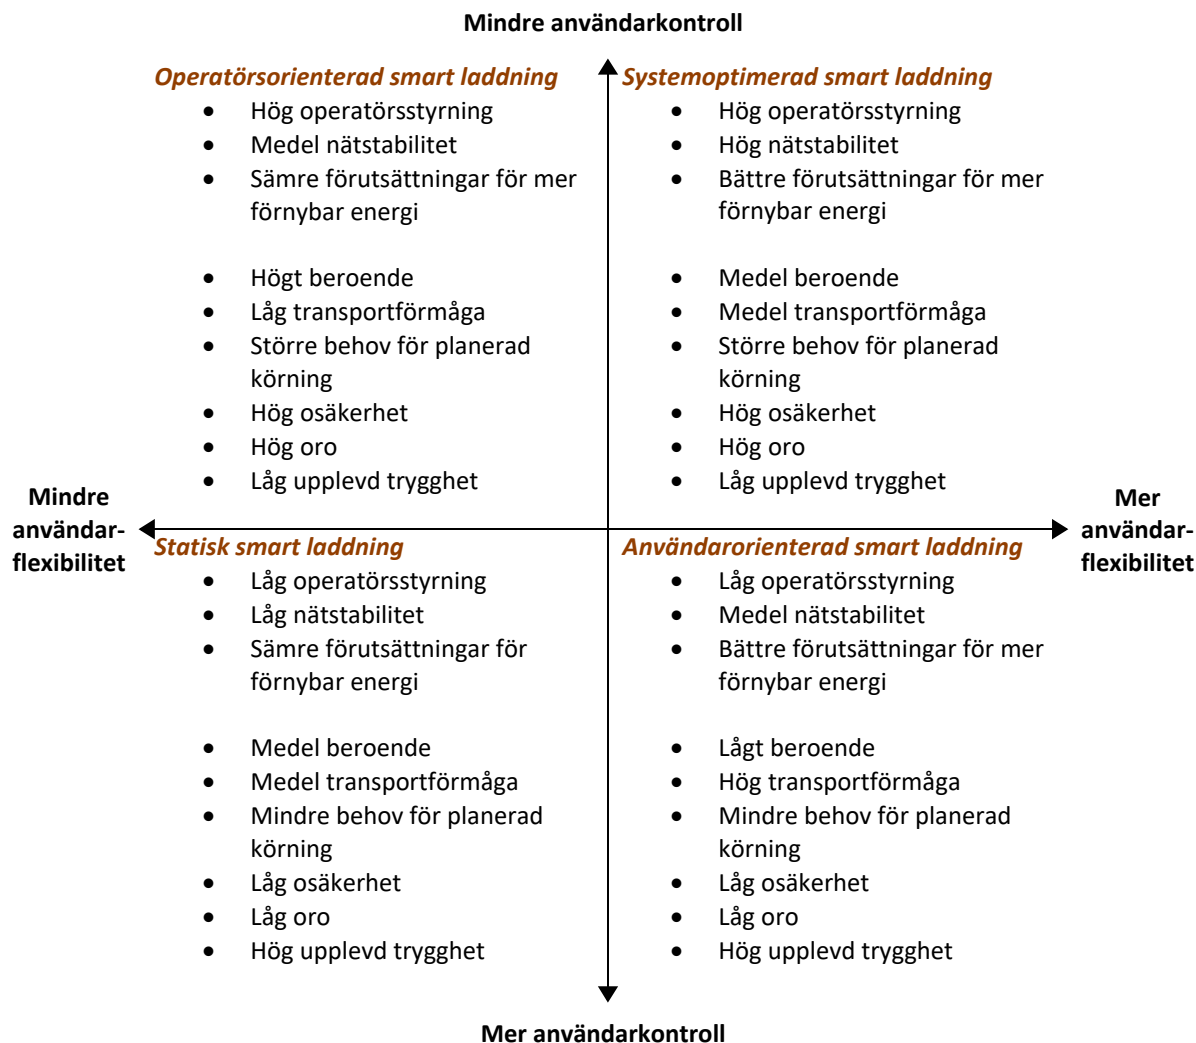 Mindre användarkontroll
Operatörsorienterad smart laddning
• Hög operatörsstyrning
• Medel nätstabilitet
• Sämre förutsättningar för mer
förnybar energi
• Högt beroende
• Låg transportförmåga
• Större behov för planerad
körning
• Hög osäkerhet
• Hög oro
• Låg upplevd trygghet
Systemoptimerad smart laddning
• Hög operatörsstyrning
• Hög nätstabilitet
• Bättre förutsättningar för mer
förnybar energi
• Medel beroende
• Medel transportförmåga
• Större behov för planerad
körning
• Hög osäkerhet
• Hög oro
• Låg upplevd trygghet
Mindre
användar-
flexibilitet
Mer
användar-
flexibilitet
Statisk smart laddning
• Låg operatörsstyrning
• Låg nätstabilitet
• Sämre förutsättningar för
förnybar energi
• Medel beroende
• Medel transportförmåga
• Mindre behov för planerad
körning
• Låg osäkerhet
• Låg oro
• Hög upplevd trygghet
Användarorienterad smart laddning
• Låg operatörsstyrning
• Medel nätstabilitet
• Bättre förutsättningar för mer
förnybar energi
• Lågt beroende
• Hög transportförmåga
• Mindre behov för planerad
körning
• Låg osäkerhet
• Låg oro
• Hög upplevd trygghet
Mer användarkontroll